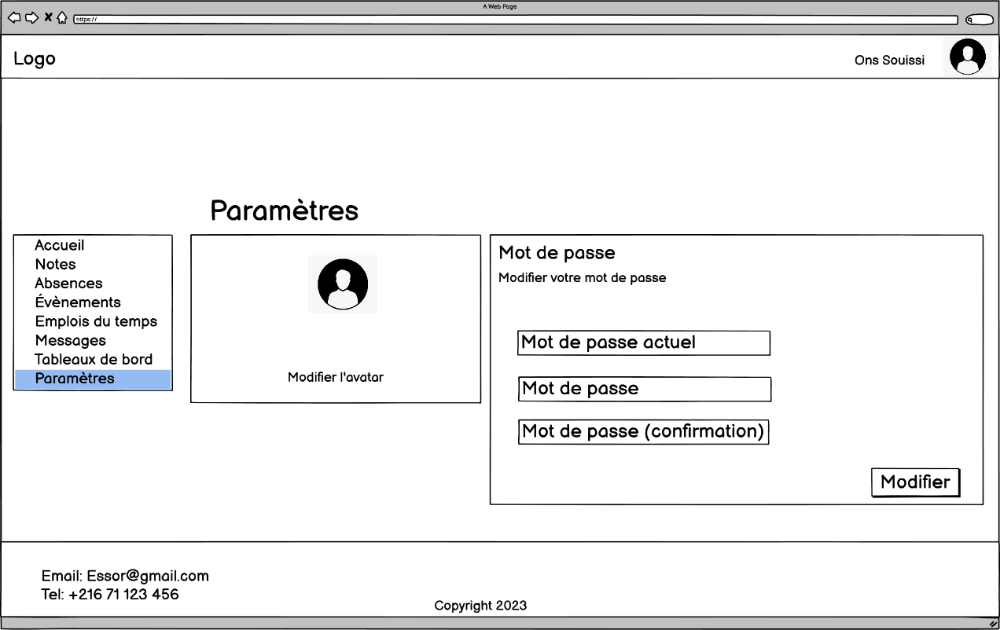 A Web Page
https://
Logo
Ons Souissi
Paramètres
Accueil
Notes
Absences
Évènements
Emplois du temps
Messages
Tableaux de bord
Paramètres
Modifier l'avatar
Mot de passe
Modifier votre mot de passe
Mot de passe actuel
Mot de passe
Mot de passe (confirmation)
Modifier
Email: Essor@gmail.com
Tel: +216 71 123 456
Copyright 2023